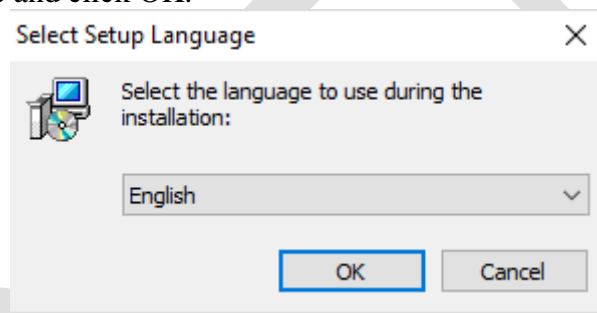 and click OK.
Select Setup Language
Select the language to use during the
installation:
English
OK
Cancel